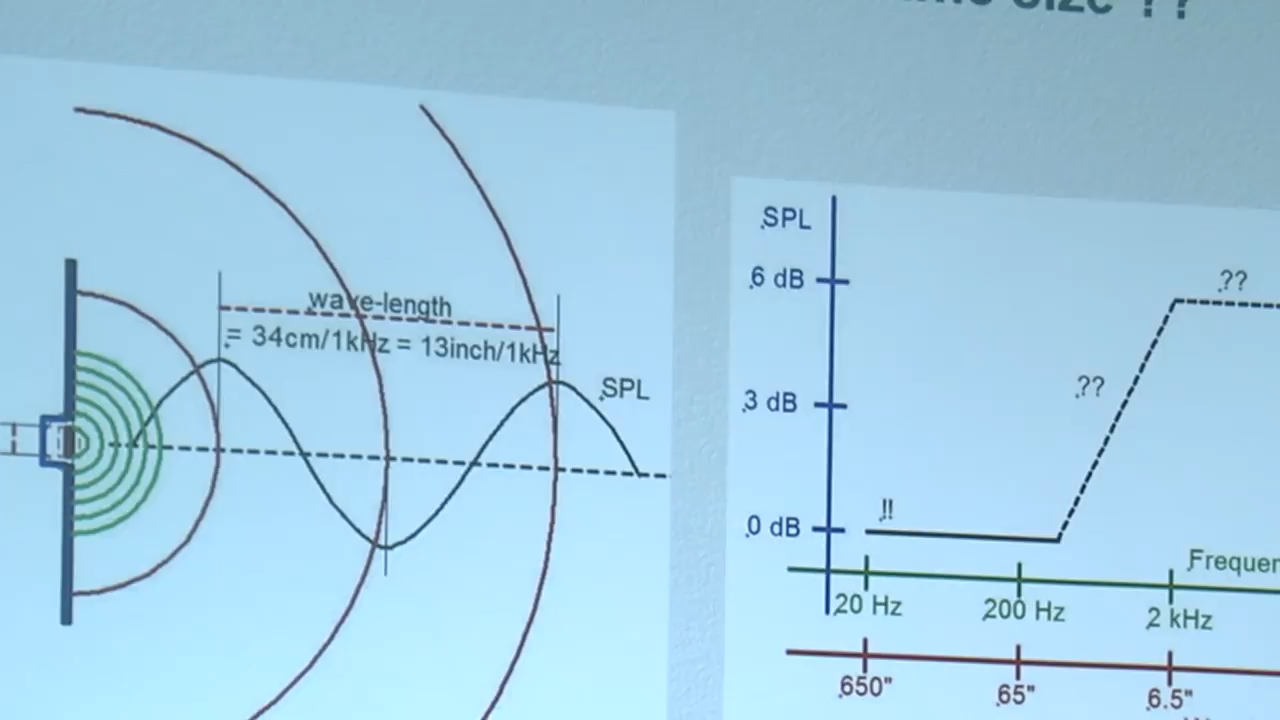 size ??
wave-length
= 34cm/1kHz = 13inch/1kHz
SPL
SPL
6 dB
3 dB
0 dB
??
??
!!
20 Hz
200 Hz
2 kHz
650"
65"
6.5"